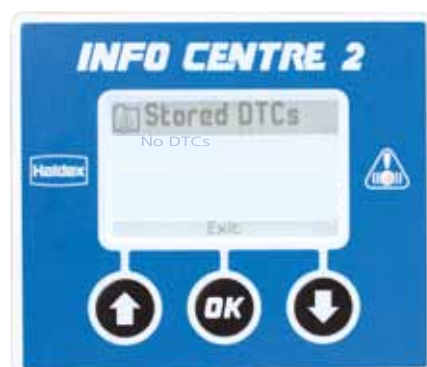 INFO CENTRE 2
Stored DTCs
No DTCs
Haldex
Exit
OK